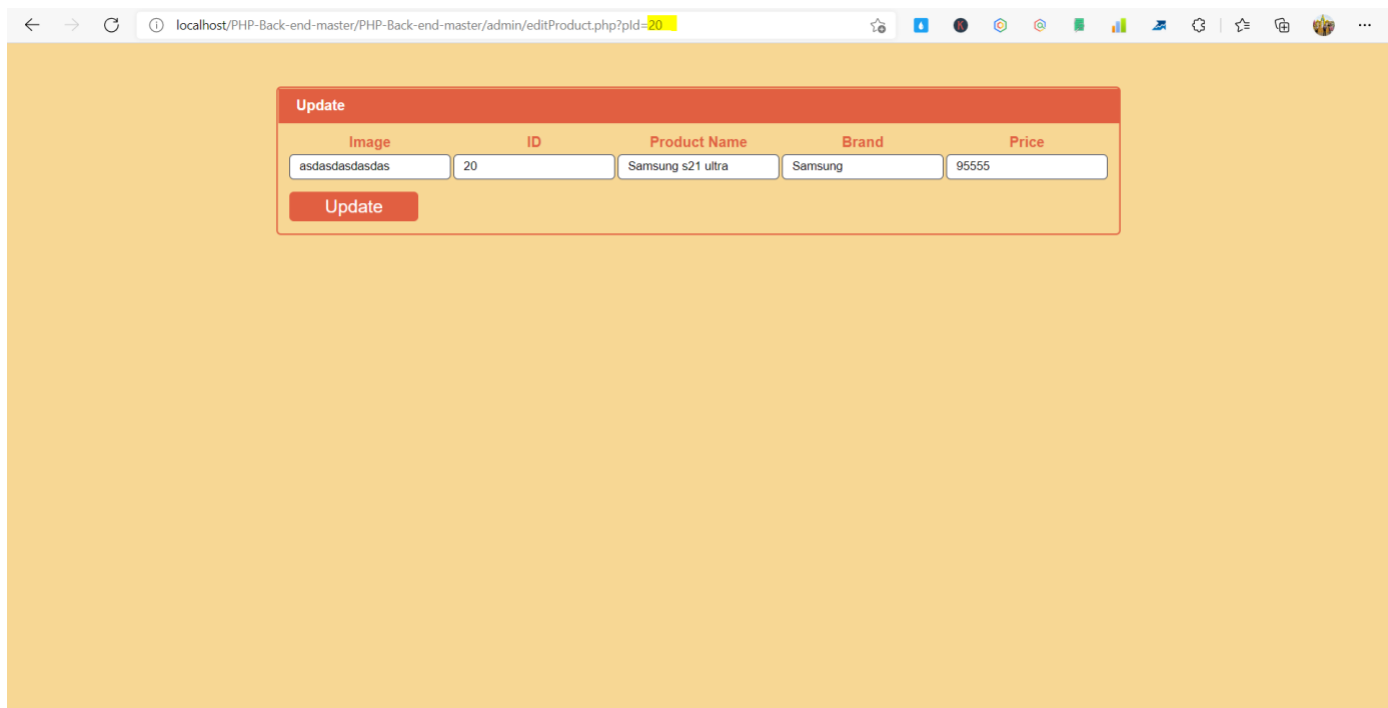 localhost/PHP-Back-end-master/PHP-Back-end-master/admin/editProduct.php?pId=20
Update
Image ID Product Name Brand Price
asdasdasdasdas 20 Samsung s21 ultra Samsung 95555
Update